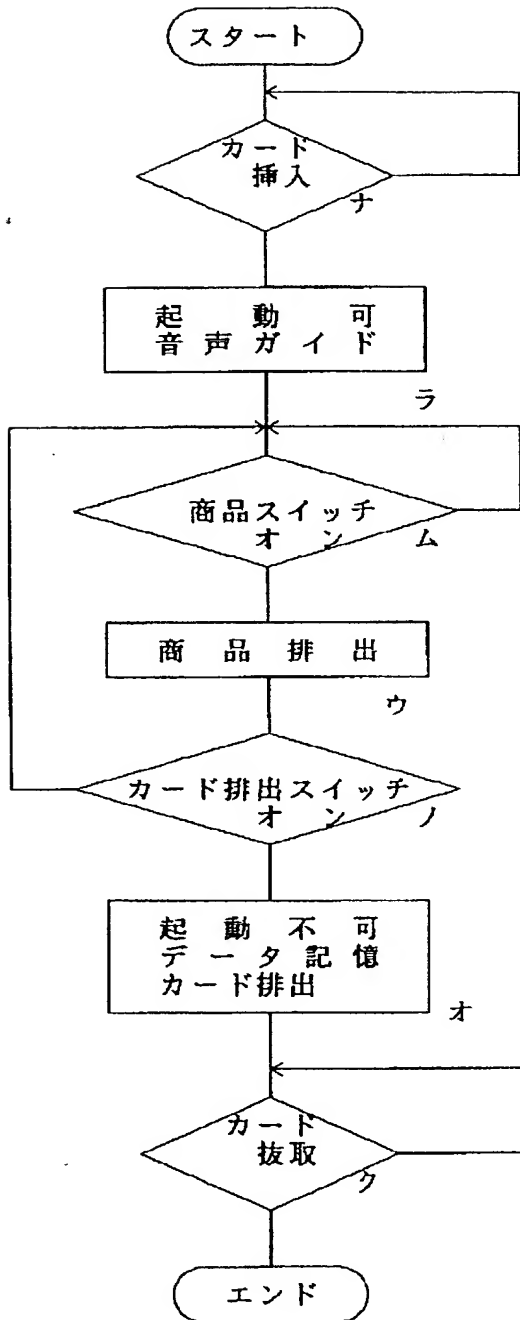 スタート
カード
挿入
ナ
起動可
音声ガイド
ラ
商品スイッチ
オン
ム
商品排出
ウ
カード排出スイッチ
オン
ノ
起動不可
データ記憶
カード排出
オ
カード
抜取
ク
エンド